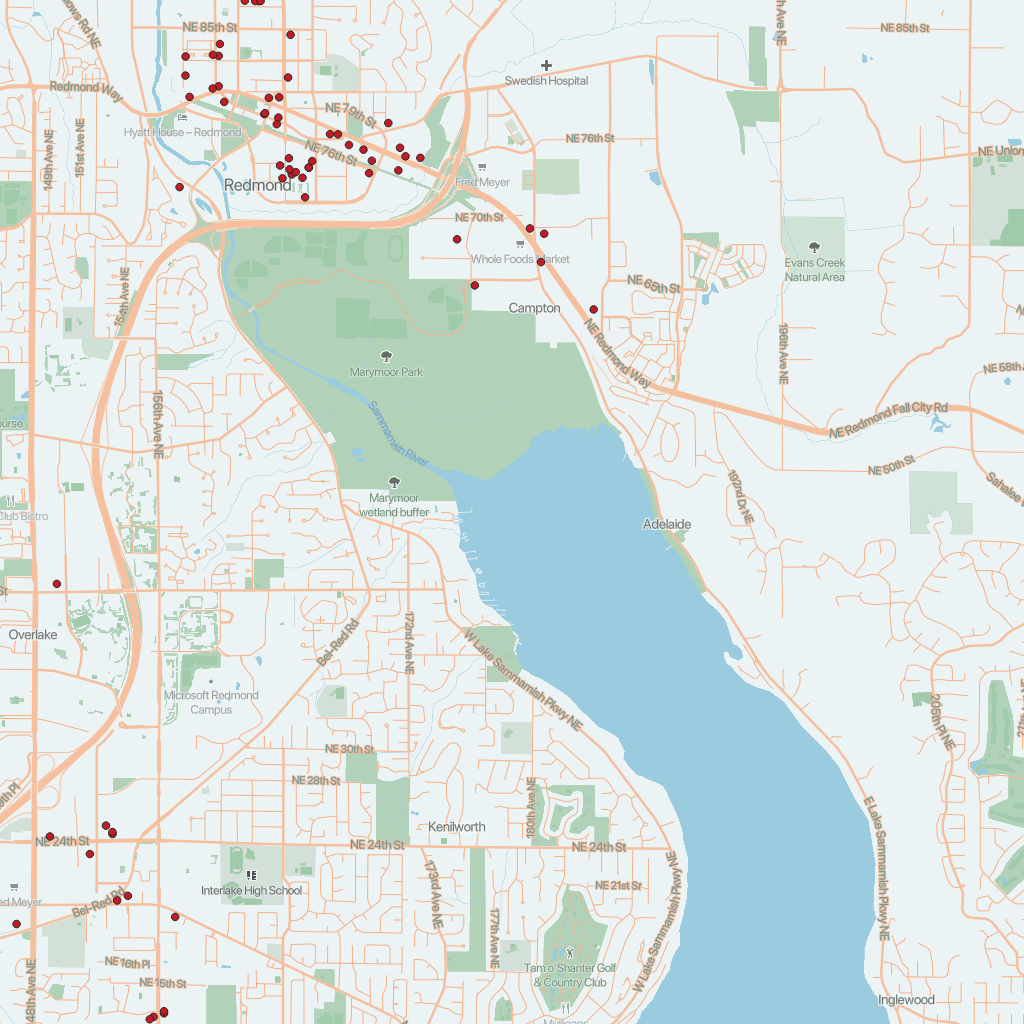 NE 85th St
NE 85th St
Redmond Way
Swedish Hospital
NE 79th St
Hyatt House – Redmond
NE 76th St
NE 76th St
NE Union
149th Ave NE
151st Ave NE
Redmond
Fred Meyer
NE 70th St
Whole Foods Market
Evans Creek
Natural Area
154th Ave NE
NE 65th St
Campton
NE Redmond Way
196th Ave NE
Marymoor Park
NE 58th
156th Ave NE
Sammamish River
NE Redmond Fall City Rd
NE 50th St
Sahalee
Marymoor
wetland buffer
192nd Dr NE
Club Bistro
Adelaide
Overlake
Bel-Red Rd
172nd Ave NE
W Lake Sammamish Pkwy NE
Microsoft Redmond
Campus
205th Pl NE
NE 30th St
NE 28th St
180th Ave NE
Kenilworth
E Lake Sammamish Pkwy NE
NE 24th St
NE 24th St
NE 24th St
Interlake High School
173rd Ave NE
NE 21st St
Bel-Red Rd
177th Ave NE
W Lake Sammamish Pkwy NE
NE 16th Pl
NE 15th St
Tam o' Shanter Golf
& Country Club
Inglewood